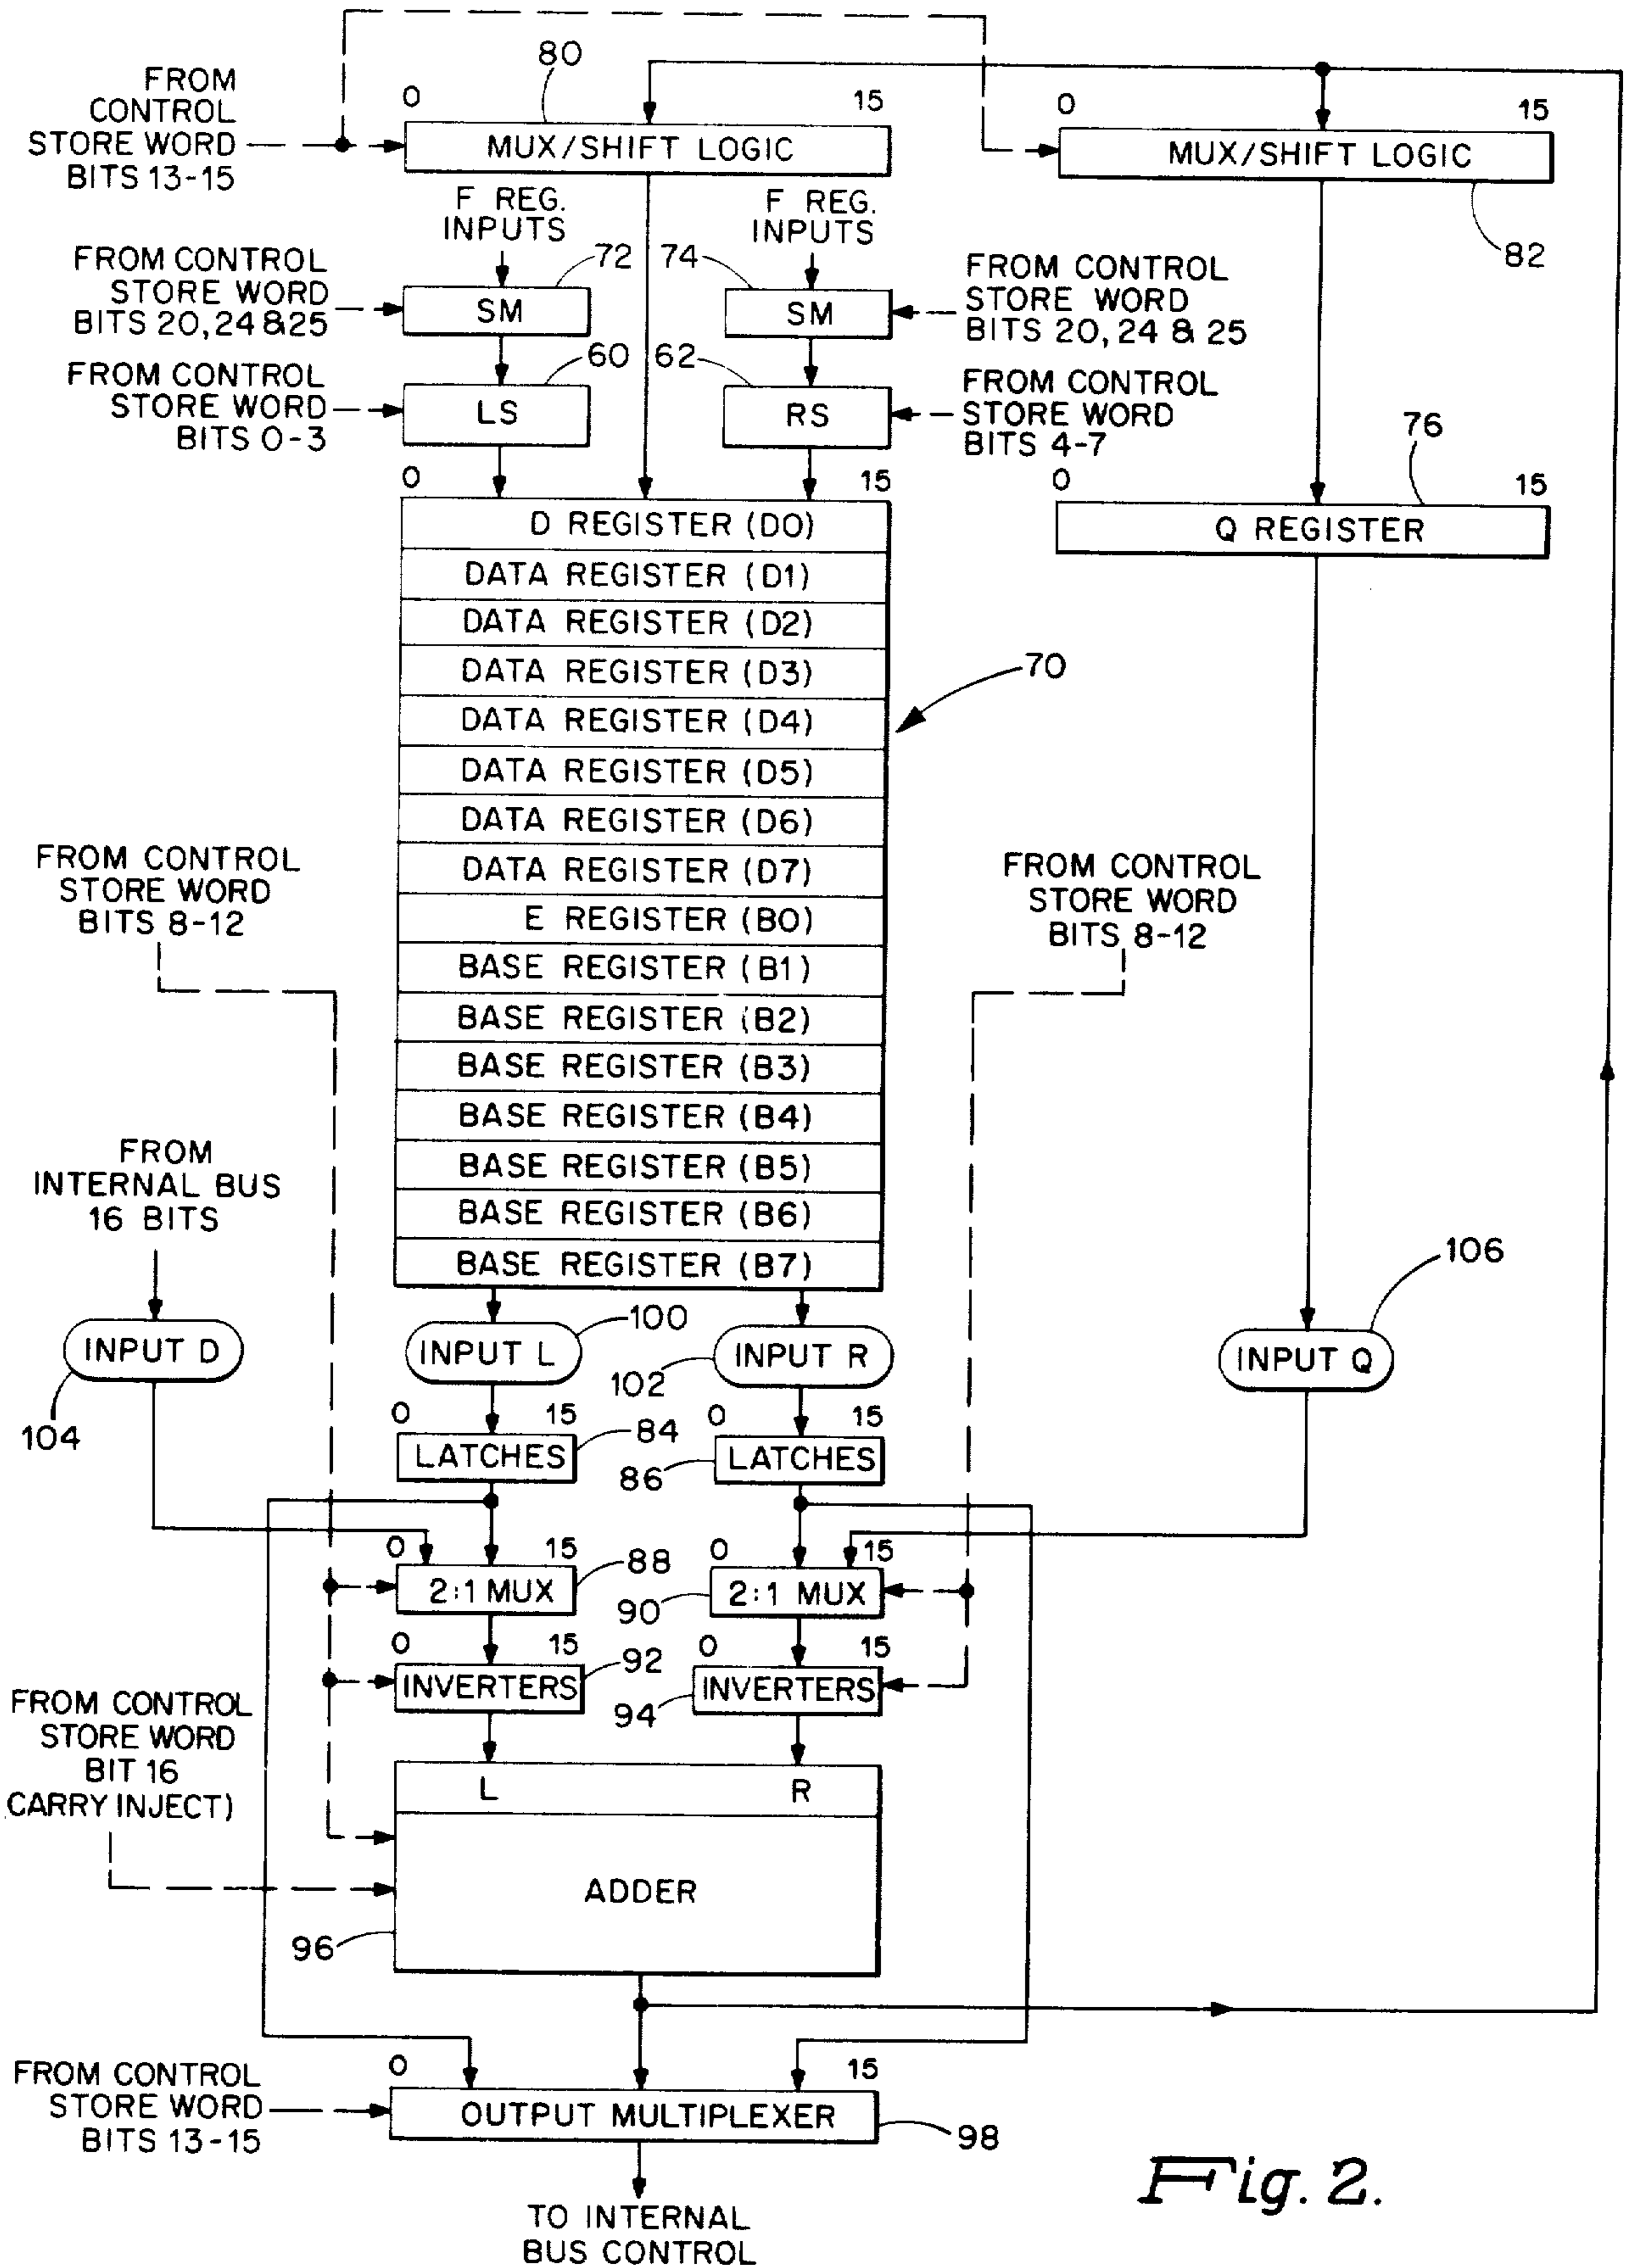 80
FROM
CONTROL
STORE WORD
BITS 13-15
0
15
MUX/SHIFT LOGIC
0
15
MUX/SHIFT LOGIC
82
F REG.
INPUTS
F REG.
INPUTS
FROM CONTROL
STORE WORD
BITS 20, 24 & 25
72
SM
74
SM
FROM CONTROL
STORE WORD
BITS 20, 24 & 25
FROM CONTROL
STORE WORD
BITS 0-3
60
LS
62
RS
FROM CONTROL
STORE WORD
BITS 4-7
76
0
15
0
15
Q REGISTER
D REGISTER (D0)
DATA REGISTER (D1)
DATA REGISTER (D2)
DATA REGISTER (D3)
DATA REGISTER (D4)
DATA REGISTER (D5)
DATA REGISTER (D6)
DATA REGISTER (D7)
E REGISTER (B0)
BASE REGISTER (B1)
BASE REGISTER (B2)
BASE REGISTER (B3)
BASE REGISTER (B4)
BASE REGISTER (B5)
BASE REGISTER (B6)
BASE REGISTER (B7)
70
FROM CONTROL
STORE WORD
BITS 8-12
FROM CONTROL
STORE WORD
BITS 8-12
FROM
INTERNAL BUS
16 BITS
INPUT D
104
INPUT L
100
INPUT R
102
INPUT Q
106
0
15
LATCHES
84
0
15
LATCHES
86
0
15
2:1 MUX
88
0
15
2:1 MUX
90
0
15
INVERTERS
92
0
15
INVERTERS
94
FROM CONTROL
STORE WORD
BIT 16
CARRY INJECT)
L
R
ADDER
96
FROM CONTROL
STORE WORD
BITS 13-15
0
15
OUTPUT MULTIPLEXER
98
TO INTERNAL
BUS CONTROL
Fig. 2.